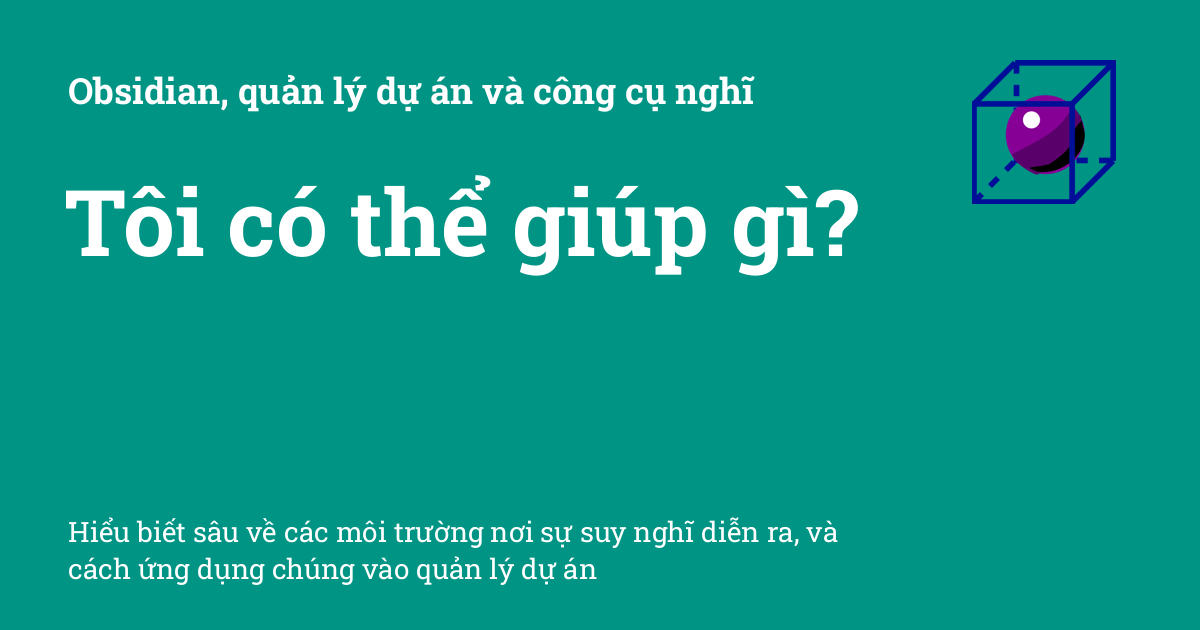 Obsidian, quản lý dự án và công cụ nghĩ
Tôi có thể giúp gì?
Hiểu biết sâu về các môi trường nơi sự suy nghĩ diễn ra, và
cách ứng dụng chúng vào quản lý dự án